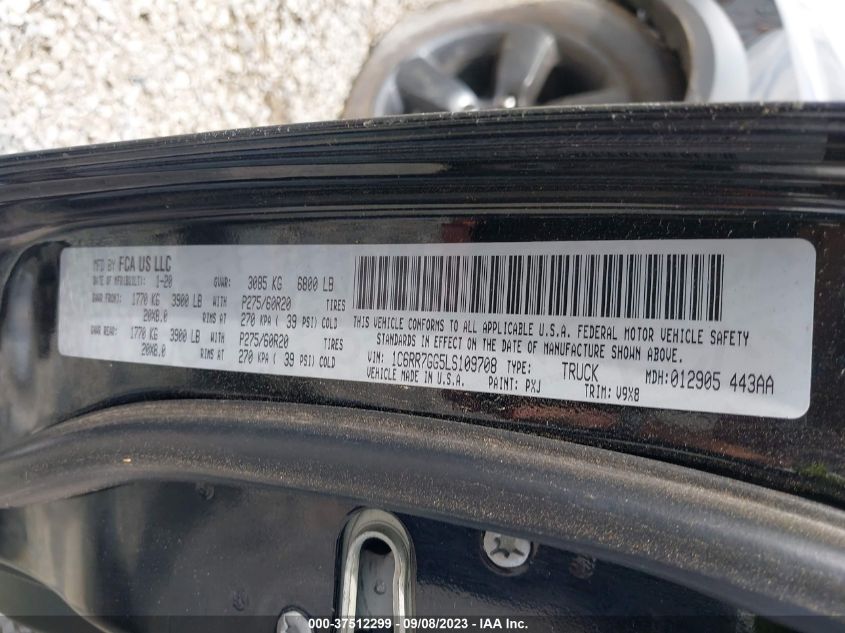 MFD BY FCA US LLC
DATE OF MFR(BUILT): 1-20 GVWR: 3085 KG 6800 LB
GAWR FRONT: 1770 KG 3900 LB WITH P275/60R20 TIRES
20X8.0 RIMS AT 270 KPA ( 39 PSI) COLD
GAWR REAR: 1770 KG 3900 LB WITH P275/60R20 TIRES
20X8.0 RIMS AT 270 KPA ( 39 PSI) COLD
THIS VEHICLE CONFORMS TO ALL APPLICABLE U.S.A. FEDERAL MOTOR VEHICLE SAFETY
STANDARDS IN EFFECT ON THE DATE OF MANUFACTURE SHOWN ABOVE.
VIN: 1C6RR7GG5LS109708 TYPE: TRUCK MDH: 012905 443AA
MADE IN U.S.A. PAINT: PXJ TRIM: V9X8
000-37512299 - 09/08/2023 - IAA Inc.